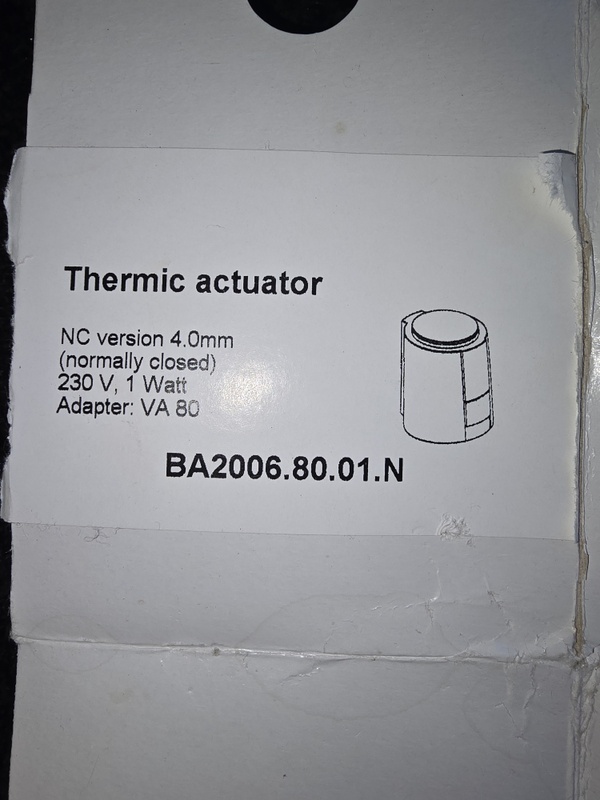 Thermic actuator
NC version 4.0mm
(normally closed)
230 V, 1 Watt
Adapter: VA 80
BA2006.80.01.N